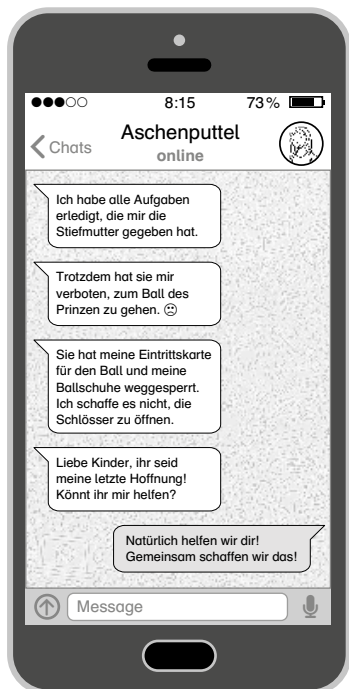 8:15
73%
Chats
Aschenputtel
online
Ich habe alle Aufgaben
erledigt, die mir die
Stiefmutter gegeben hat.
Trotzdem hat sie mir
verboten, zum Ball des
Prinzen zu gehen. ☹
Sie hat meine Eintrittskarte
für den Ball und meine
Ballschuhe weggesperrt.
Ich schaffe es nicht, die
Schlösser zu öffnen.
Liebe Kinder, ihr seid
meine letzte Hoffnung!
Könnt ihr mir helfen?
Natürlich helfen wir dir!
Gemeinsam schaffen wir das!
Message